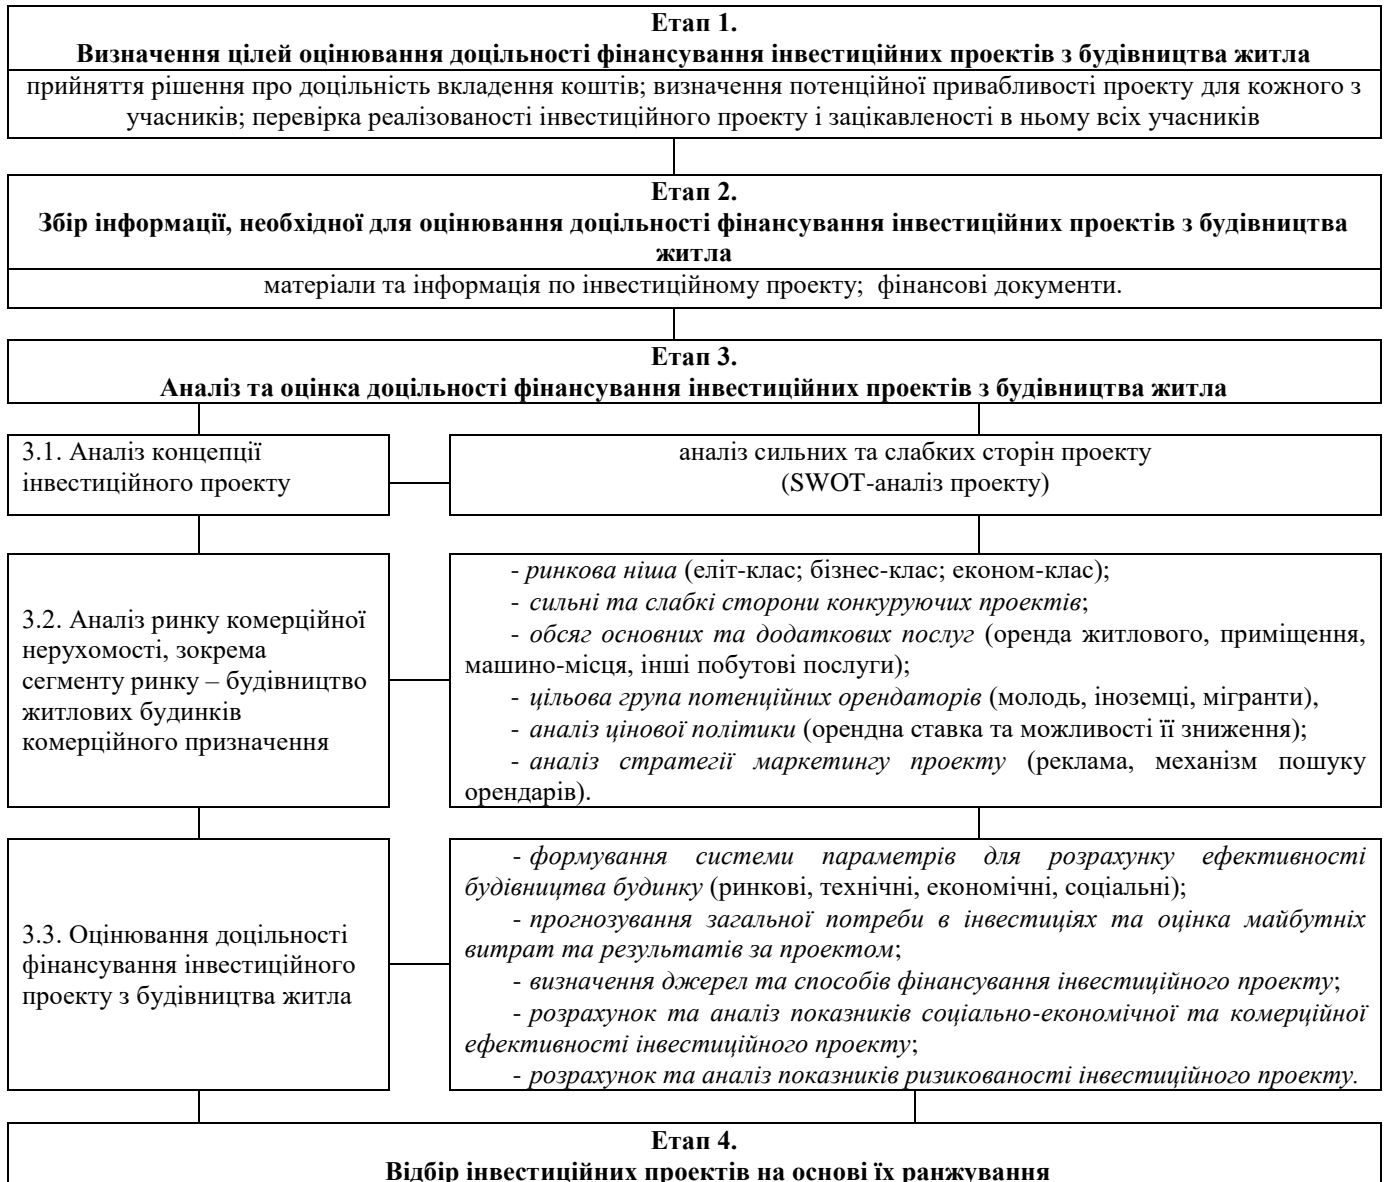 Етап 1.
Визначення цілей оцінювання доцільності фінансування інвестиційних проектів з будівництва житла
прийняття рішення про доцільність вкладення коштів; визначення потенційної привабливості проекту для кожного з
учасників; перевірка реалізованості інвестиційного проекту і зацікавленості в ньому всіх учасників
Етап 2.
Збір інформації, необхідної для оцінювання доцільності фінансування інвестиційних проектів з будівництва
житла
матеріали та інформація по інвестиційному проекту; фінансові документи.
Етап 3.
Аналіз та оцінка доцільності фінансування інвестиційних проектів з будівництва житла
3.1. Аналіз концепції
інвестиційного проекту
аналіз сильних та слабких сторін проекту
(SWOT-аналіз проекту)
3.2. Аналіз ринку комерційної
нерухомості, зокрема
сегменту ринку – будівництво
житлових будинків
комерційного призначення
- ринкова ніша (еліт-клас; бізнес-клас; економ-клас);
- сильні та слабкі сторони конкуруючих проектів;
- обсяг основних та додаткових послуг (оренда житлового, приміщення,
машино-місця, інші побутові послуги);
- цільова група потенційних орендаторів (молодь, іноземці, мігранти),
- аналіз цінової політики (орендна ставка та можливості її зниження);
- аналіз стратегії маркетингу проекту (реклама, механізм пошуку
орендарів).
3.3. Оцінювання доцільності
фінансування інвестиційного
проекту з будівництва житла
- формування системи параметрів для розрахунку ефективності
будівництва будинку (ринкові, технічні, економічні, соціальні);
- прогнозування загальної потреби в інвестиціях та оцінка майбутніх
витрат та результатів за проектом;
- визначення джерел та способів фінансування інвестиційного проекту;
- розрахунок та аналіз показників соціально-економічної та комерційної
ефективності інвестиційного проекту;
- розрахунок та аналіз показників ризикованості інвестиційного проекту.
Етап 4.
Відбір інвестиційних проектів на основі їх ранжування